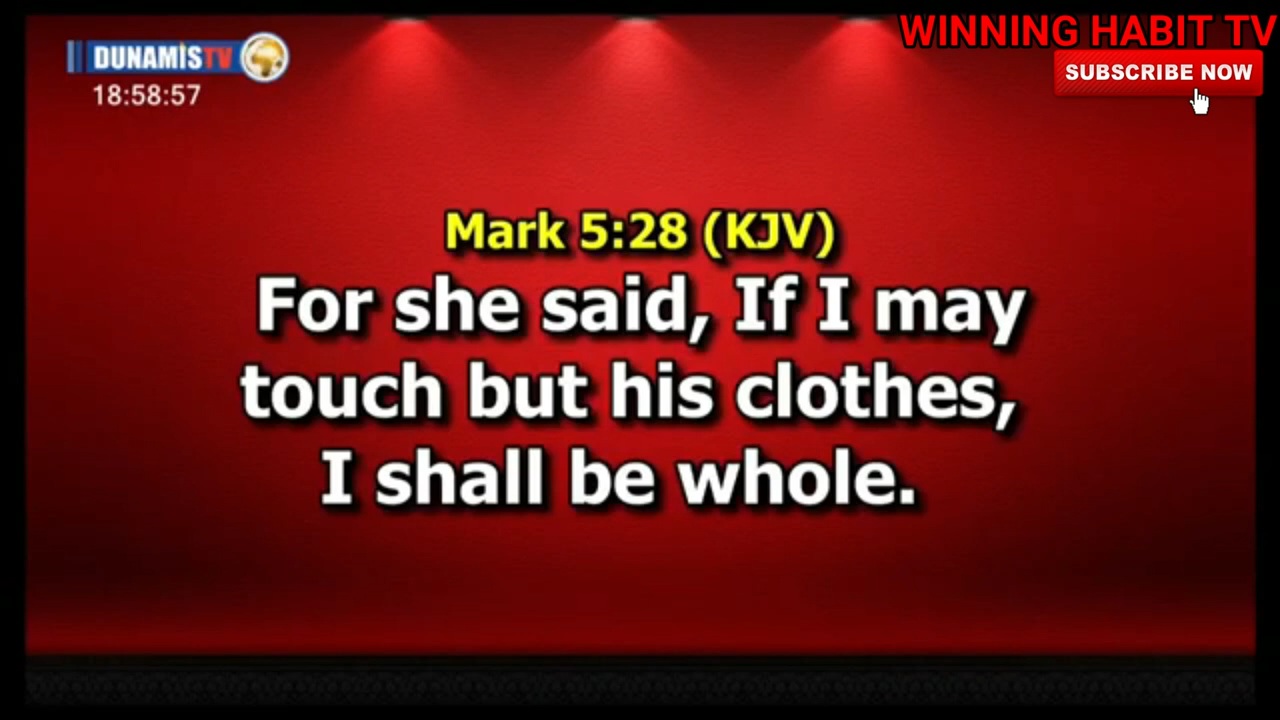 DUNAMIS TV
18:58:57
WINNING HABIT TV
SUBSCRIBE NOW
Mark 5:28 (KJV)
For she said, If I may
touch but his clothes,
I shall be whole.